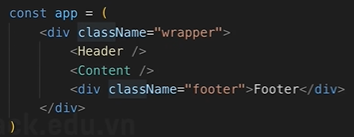 const app = (
    <div className="wrapper">
        <Header />
        <Content />
        <div className="footer">Footer</div>
    </div>
)